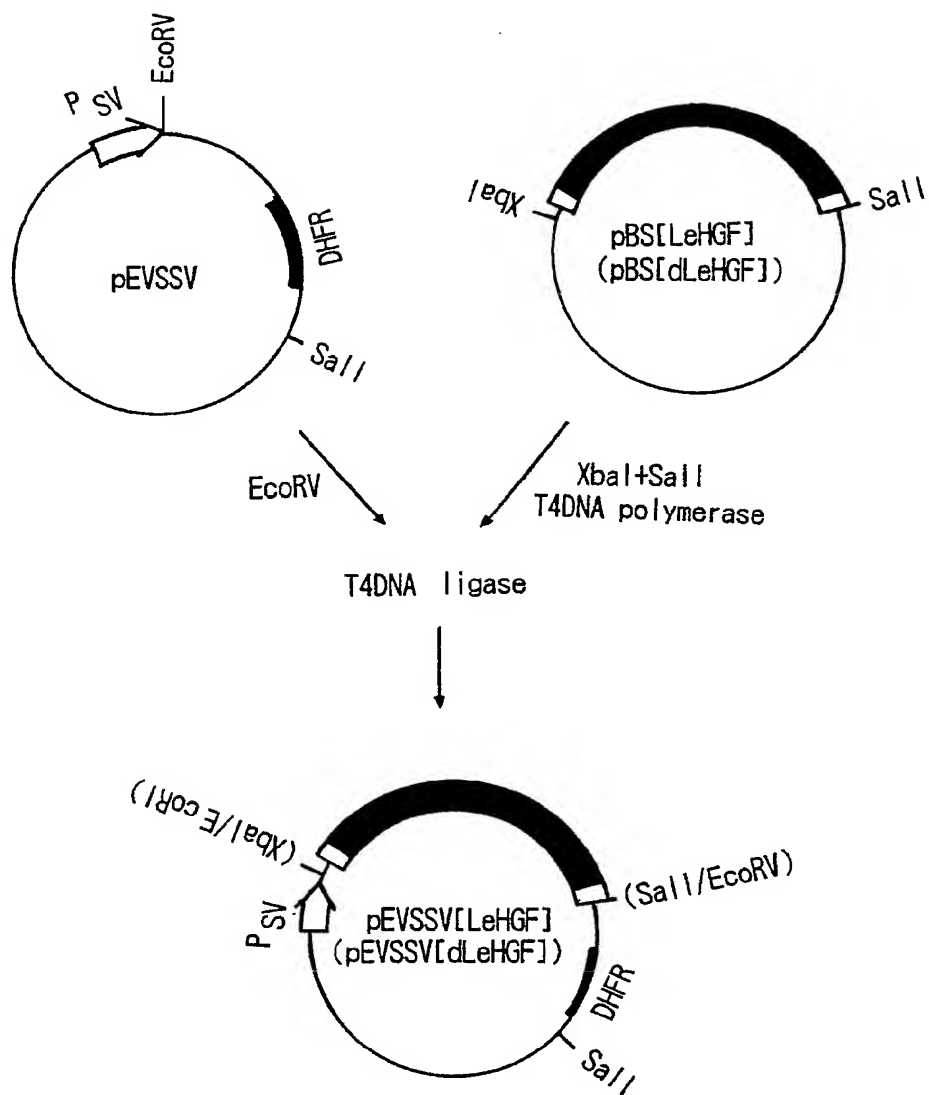 P SV
EcoRV
DHFR
pEVSSV
SalI
XbaI
SalI
pBS[LeHGF]
(pBS[dLeHGF])
EcoRV
XbaI+SalI
T4DNA polymerase
T4DNA ligase
(XbaI/EcoRI)
P SV
(SalI/EcoRV)
pEVSSV[LeHGF]
(pEVSSV[dLeHGF])
DHFR
SalI